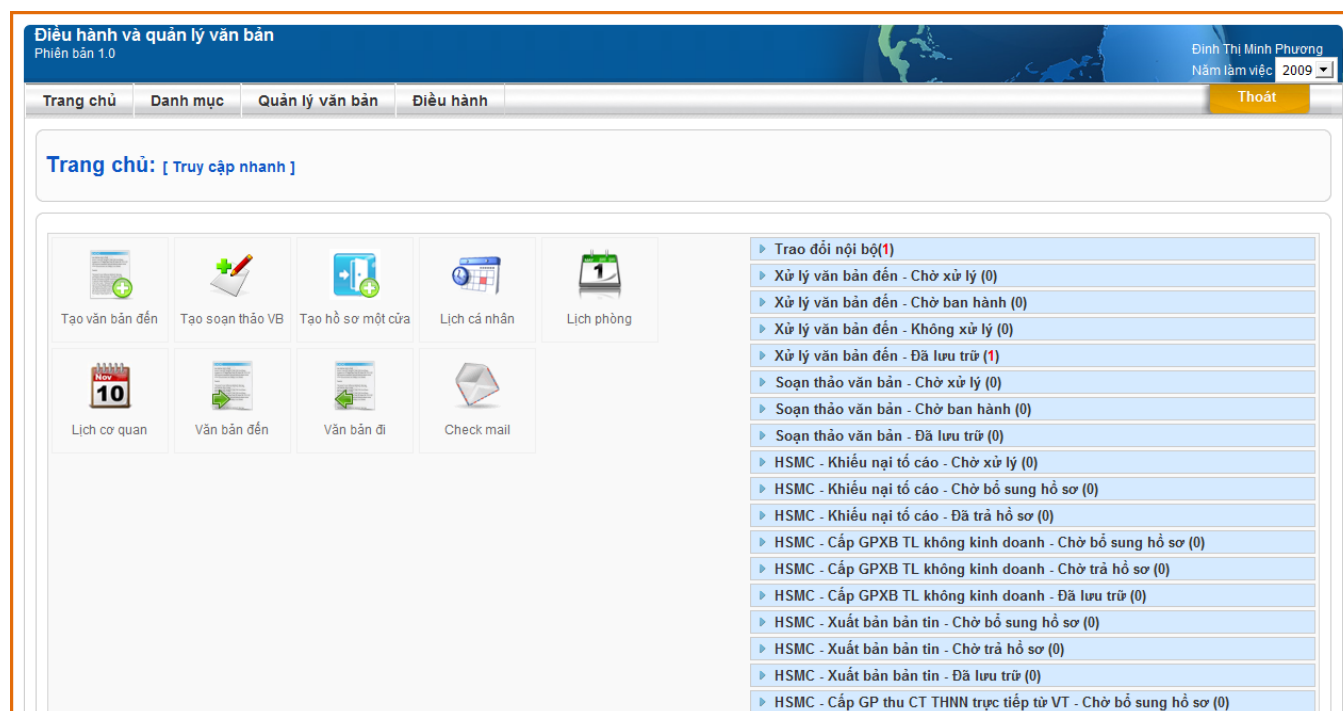 Điều hành và quản lý văn bản
Phiên bản 1.0
Đinh Thị Minh Phương
Năm làm việc 2009
Trang chủ Danh mục Quản lý văn bản Điều hành Thoát
Trang chủ: [ Truy cập nhanh ]
Tạo văn bản đến Tạo soạn thảo VB Tạo hồ sơ một cửa Lịch cá nhân Lịch phòng
1
Nov
10
Lịch cơ quan Văn bản đến Văn bản đi Check mail
Trao đổi nội bộ(1)
Xử lý văn bản đến - Chờ xử lý (0)
Xử lý văn bản đến - Chờ ban hành (0)
Xử lý văn bản đến - Không xử lý (0)
Xử lý văn bản đến - Đã lưu trữ (1)
Soạn thảo văn bản - Chờ xử lý (0)
Soạn thảo văn bản - Chờ ban hành (0)
Soạn thảo văn bản - Đã lưu trữ (0)
HSMC - Khiếu nại tố cáo - Chờ xử lý (0)
HSMC - Khiếu nại tố cáo - Chờ bổ sung hồ sơ (0)
HSMC - Khiếu nại tố cáo - Đã trả hồ sơ (0)
HSMC - Cấp GPXB TL không kinh doanh - Chờ bổ sung hồ sơ (0)
HSMC - Cấp GPXB TL không kinh doanh - Chờ trả hồ sơ (0)
HSMC - Cấp GPXB TL không kinh doanh - Đã lưu trữ (0)
HSMC - Xuất bản bản tin - Chờ bổ sung hồ sơ (0)
HSMC - Xuất bản bản tin - Chờ trả hồ sơ (0)
HSMC - Xuất bản bản tin - Đã lưu trữ (0)
HSMC - Cấp GP thu CT THNN trực tiếp từ VT - Chờ bổ sung hồ sơ (0)